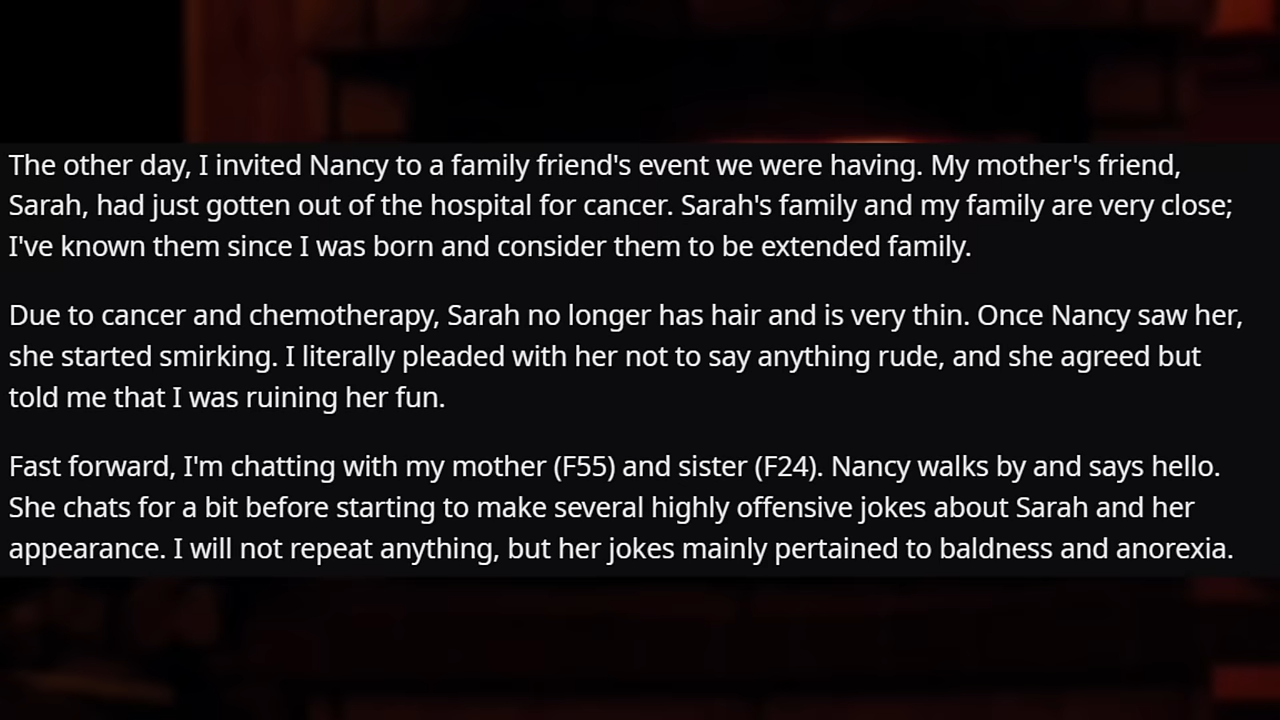 The other day, I invited Nancy to a family friend's event we were having. My mother's friend,
Sarah, had just gotten out of the hospital for cancer. Sarah's family and my family are very close;
I've known them since I was born and consider them to be extended family.
Due to cancer and chemotherapy, Sarah no longer has hair and is very thin. Once Nancy saw her,
she started smirking. I literally pleaded with her not to say anything rude, and she agreed but
told me that I was ruining her fun.
Fast forward, I'm chatting with my mother (F55) and sister (F24). Nancy walks by and says hello.
She chats for a bit before starting to make several highly offensive jokes about Sarah and her
appearance. I will not repeat anything, but her jokes mainly pertained to baldness and anorexia.